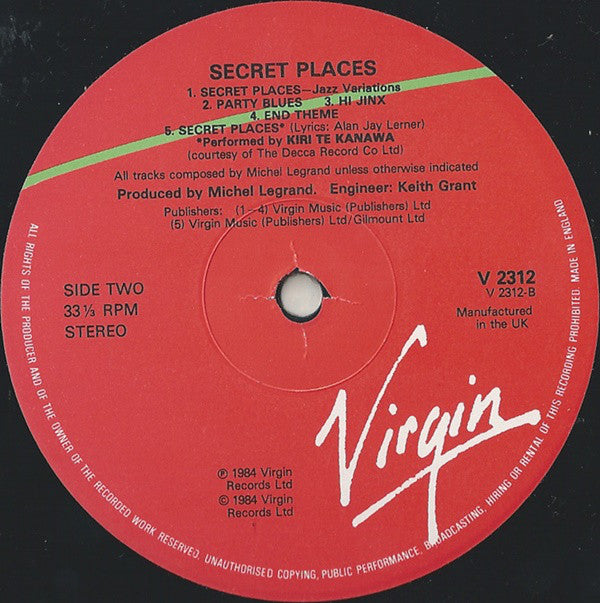 SECRET PLACES
1. SECRET PLACES—Jazz Variations
2. PARTY BLUES 3. HI JINX
4. END THEME
5. SECRET PLACES* (Lyrics: Alan Jay Lerner)
*Performed by KIRI TE KANAWA
(courtesy of The Decca Record Co Ltd)
All tracks composed by Michel Legrand unless otherwise indicated
Produced by Michel Legrand. Engineer: Keith Grant
Publishers: (1 - 4) Virgin Music (Publishers) Ltd
(5) Virgin Music (Publishers) Ltd/Gilmount Ltd
SIDE TWO
33⅓ RPM
STEREO
V 2312
V 2312-B
Manufactured
in the UK
Virgin
℗ 1984 Virgin
Records Ltd
© 1984 Virgin
Records Ltd
ALL RIGHTS OF THE PRODUCER AND OF THE OWNER OF THE RECORDED WORK RESERVED. UNAUTHORISED COPYING, PUBLIC PERFORMANCE, BROADCASTING, HIRING OR RENTAL OF THIS RECORDING PROHIBITED. MADE IN ENGLAND